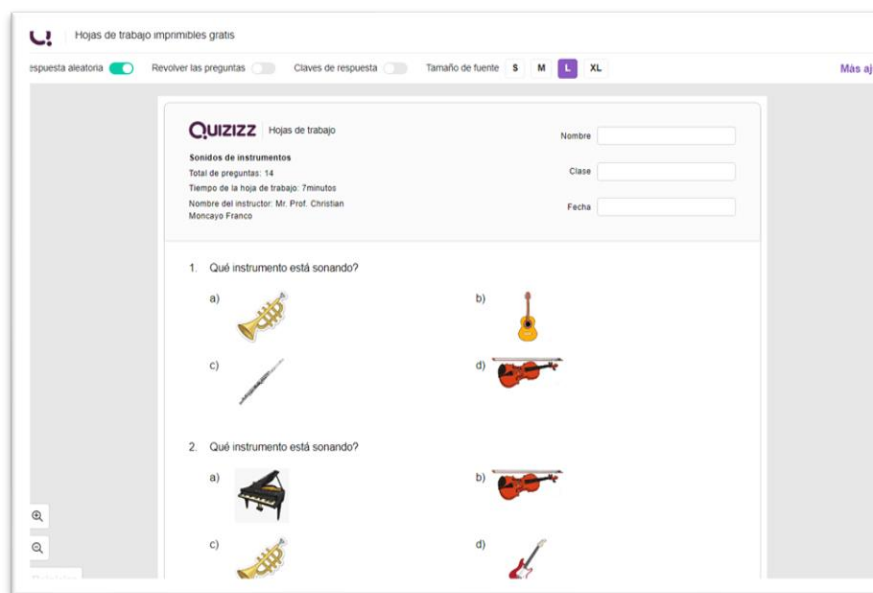 Hojas de trabajo imprimibles gratis
espuesta aleatoria Revolver las preguntas Claves de respuesta Tamaño de fuente S M L XL Más aj
Quizizz Hojas de trabajo
Sonidos de instrumentos
Total de preguntas: 14
Tiempo de la hoja de trabajo: 7minutos
Nombre del instructor: Mr. Prof. Christian
Moncayo Franco
Nombre
Clase
Fecha
1. Qué instrumento está sonando?
a) b)
c) d)
2. Qué instrumento está sonando?
a) b)
c) d)